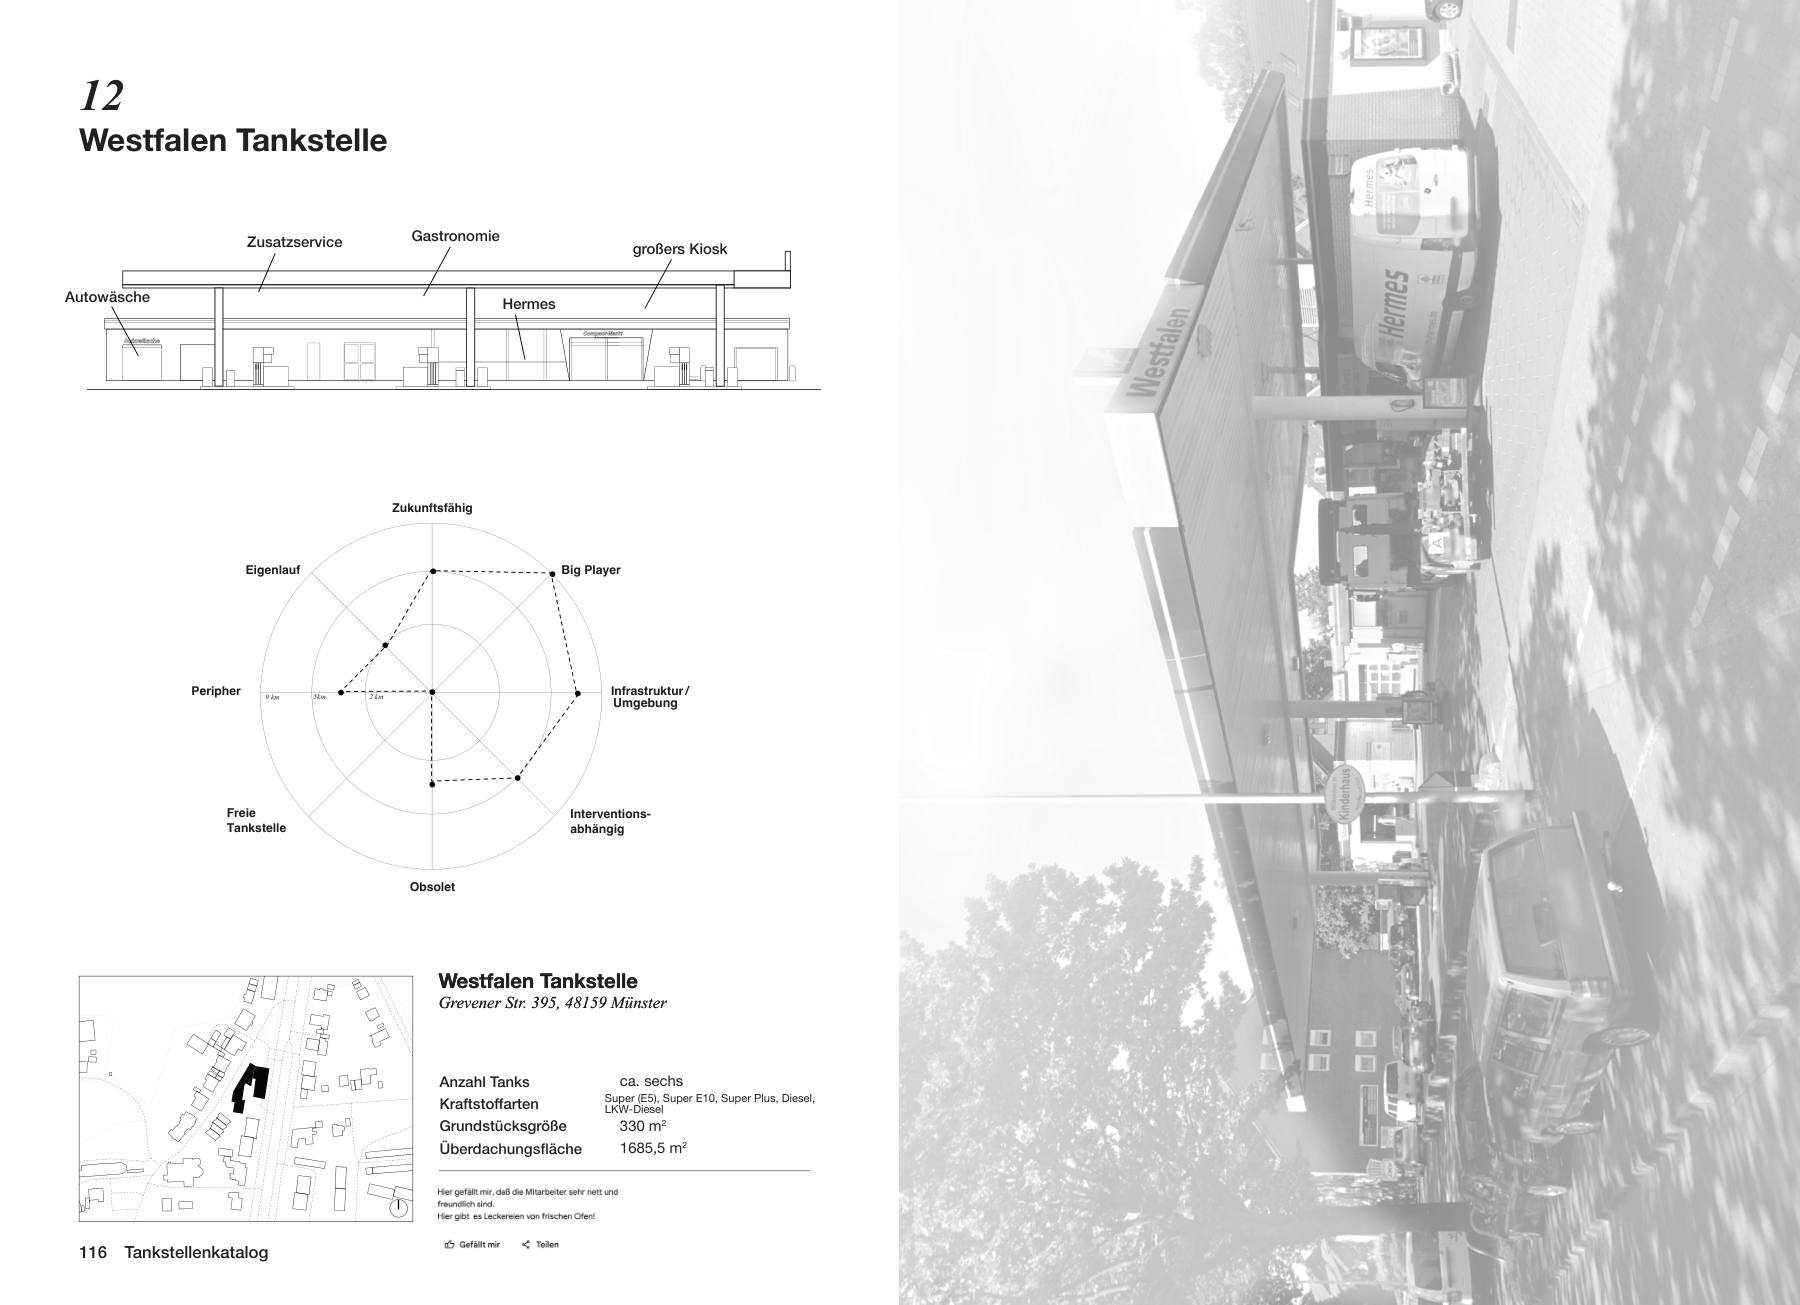 12
Westfalen Tankstelle
Zusatzservice
Gastronomie
großers Kiosk
Autowäsche
Hermes
Autowäsche
Compact-Markt
Zukunftsfähig
Eigenlauf
Big Player
Peripher
9 km
5km
2 km
Infrastruktur/
Umgebung
Freie
Tankstelle
Interventions-
abhängig
Obsolet
Westfalen Tankstelle
Grevener Str. 395, 48159 Münster
Anzahl Tanks ca. sechs
Kraftstoffarten Super (E5), Super E10, Super Plus, Diesel,
LKW-Diesel
Grundstücksgröße 330 m²
Überdachungsfläche 1685,5 m²
Hier gefällt mir, daß die Mitarbeiter sehr nett und
freundlich sind.
Hier gibt es Leckereien von frischen Ofen!
Gefällt mir Teilen
116 Tankstellenkatalog
Westfalen
Hermes
Hermes
Kinderhaus